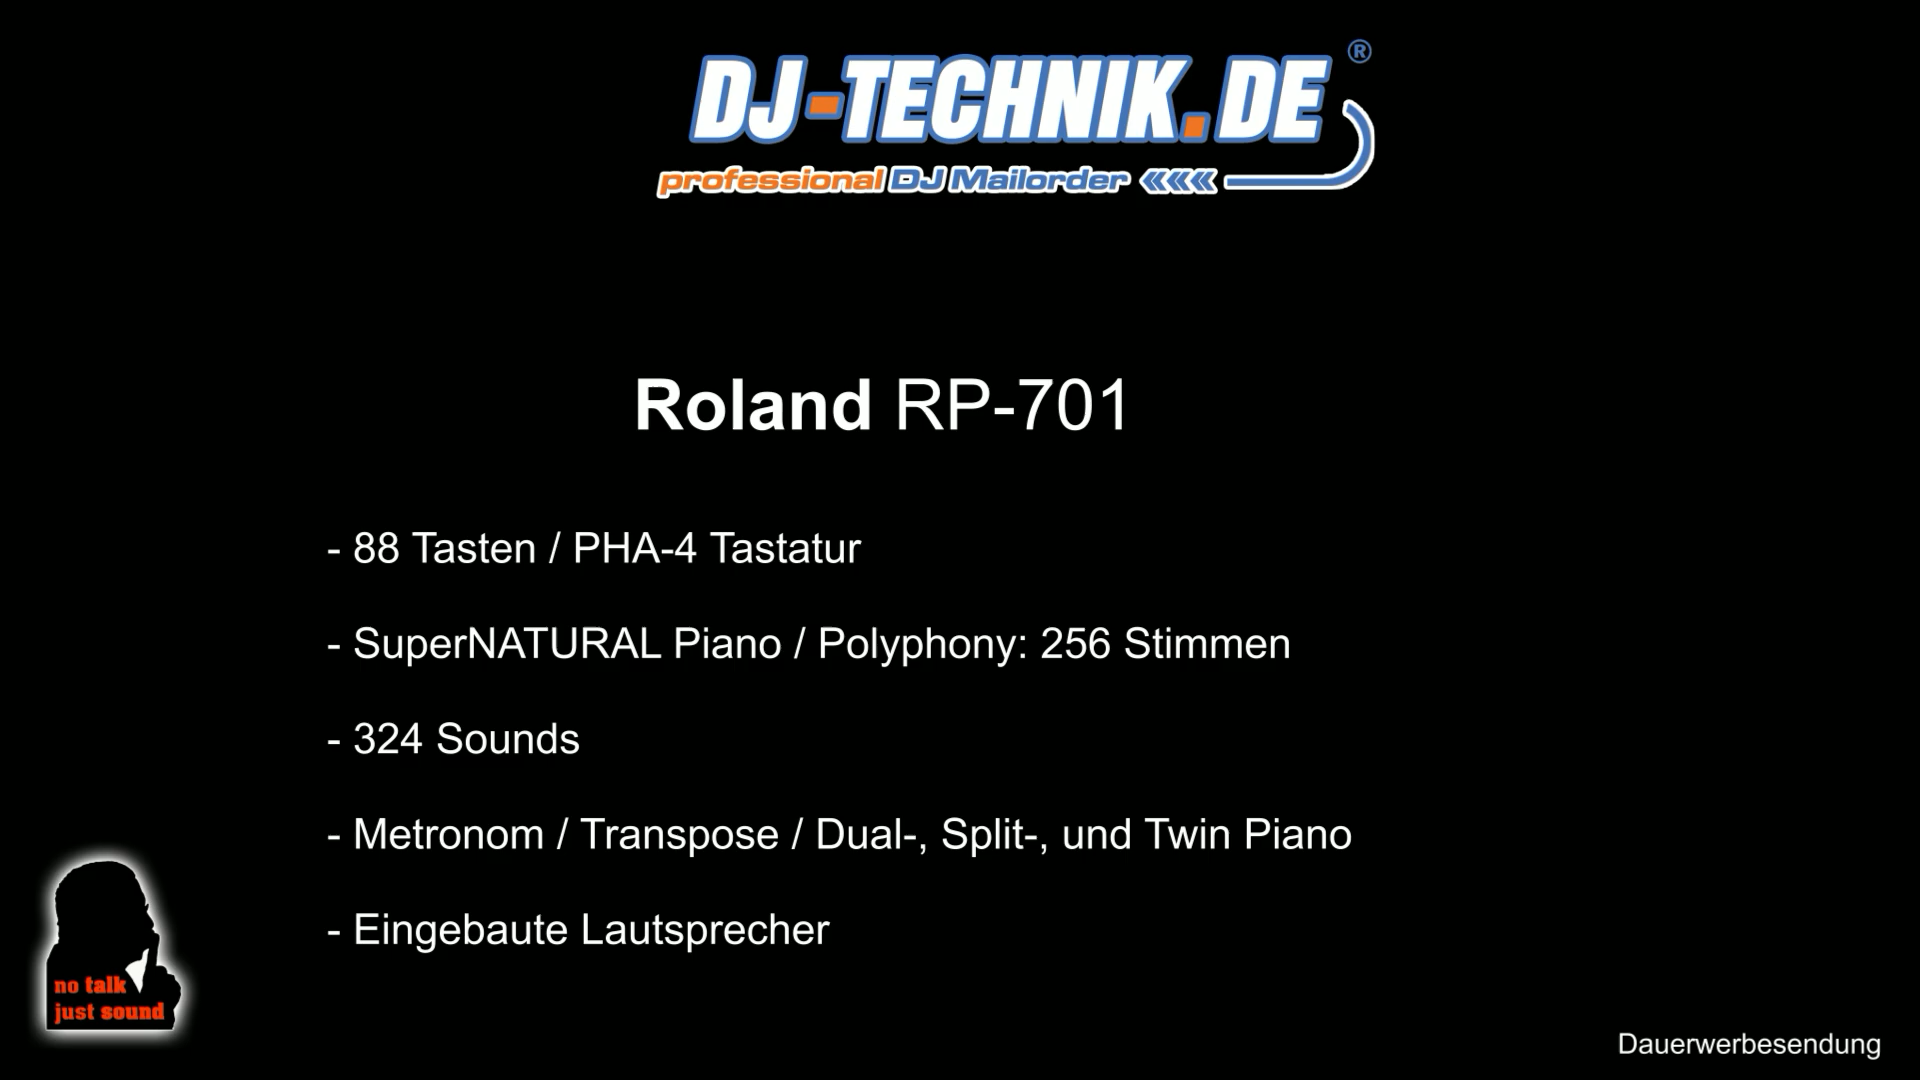 DJ-TECHNIK.DE ®
professional DJ Mailorder
Roland RP-701
- 88 Tasten / PHA-4 Tastatur
- SuperNATURAL Piano / Polyphony: 256 Stimmen
- 324 Sounds
- Metronom / Transpose / Dual-, Split-, und Twin Piano
- Eingebaute Lautsprecher
no talk
just sound
Dauerwerbesendung